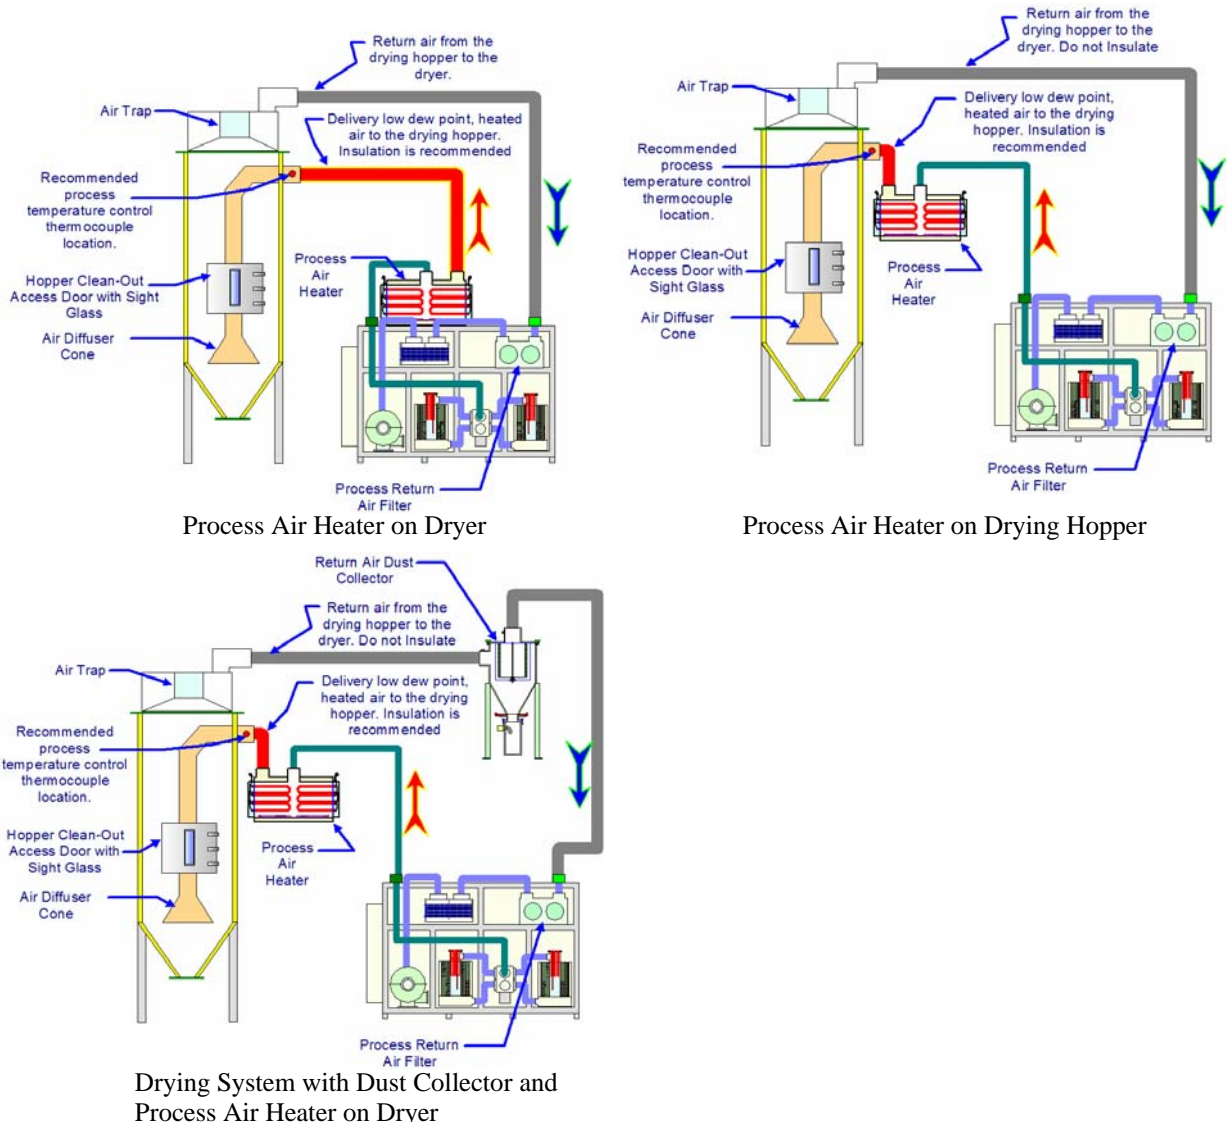 Return air from the
drying hopper to the
dryer.
Air Trap
Delivery low dew point, heated
air to the drying hopper.
Insulation is recommended
Recommended
process
temperature control
thermocouple
location.
Process
Air
Heater
Hopper Clean-Out
Access Door with Sight
Glass
Air Diffuser
Cone
Process Return
Air Filter
Process Air Heater on Dryer
Return air from the
drying hopper to the
dryer. Do not Insulate
Air Trap
Delivery low dew point,
heated air to the drying
hopper. Insulation is
recommended
Recommended
process
temperature control
thermocouple
location.
Hopper Clean-Out
Access Door with
Sight Glass
Process
Air
Heater
Air Diffuser
Cone
Process Return
Air Filter
Process Air Heater on Drying Hopper
Return Air Dust
Collector
Return air from the
drying hopper to the
dryer. Do not Insulate
Air Trap
Delivery low dew point,
heated air to the drying
hopper. Insulation is
recommended
Recommended
process
temperature control
thermocouple
location.
Hopper Clean-Out
Access Door with
Sight Glass
Process
Air
Heater
Air Diffuser
Cone
Process Return
Air Filter
Drying System with Dust Collector and
Process Air Heater on Dryer